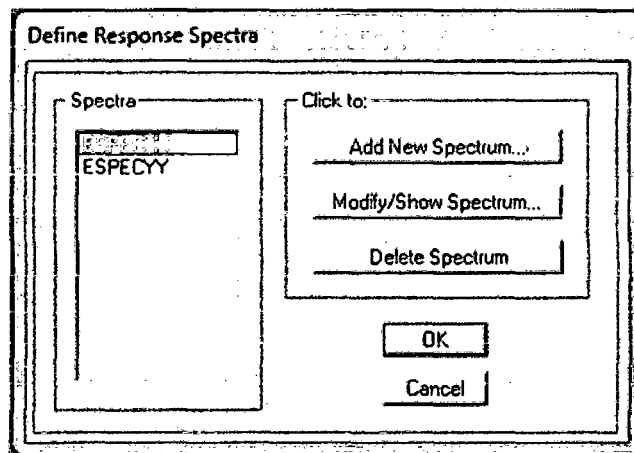 Define Response Spectra
Spectra
ESPECYY
Click to:
Add New Spectrum...
Modify/Show Spectrum...
Delete Spectrum
OK
Cancel